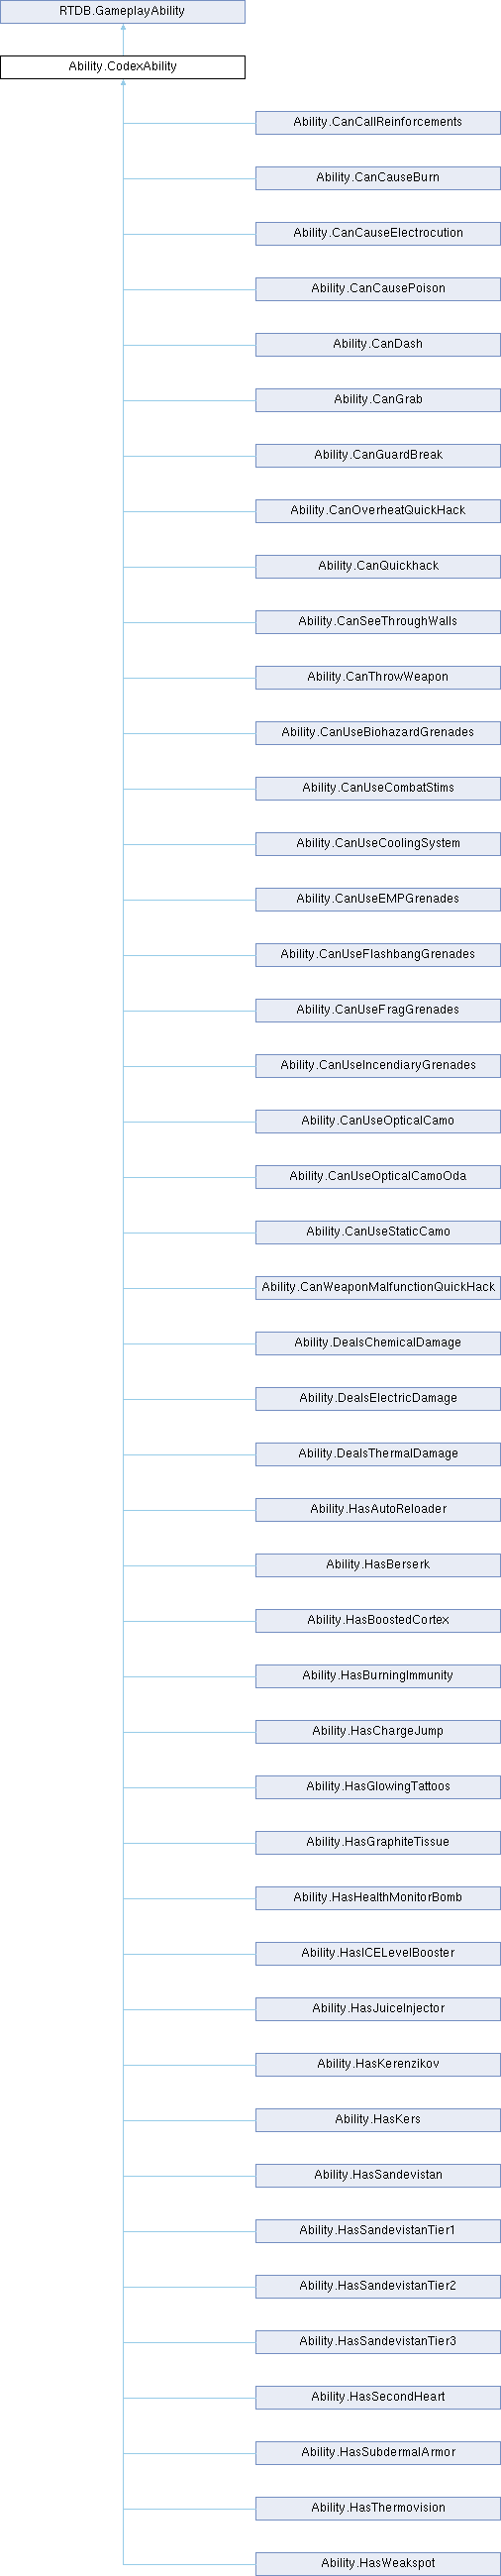 RTDB.GameplayAbility
Ability.CodexAbility
Ability.CanCallReinforcements
Ability.CanCauseBurn
Ability.CanCauseElectrocution
Ability.CanCausePoison
Ability.CanDash
Ability.CanGrab
Ability.CanGuardBreak
Ability.CanOverheatQuickHack
Ability.CanQuickhack
Ability.CanSeeThroughWalls
Ability.CanThrowWeapon
Ability.CanUseBiohazardGrenades
Ability.CanUseCombatStims
Ability.CanUseCoolingSystem
Ability.CanUseEMPGrenades
Ability.CanUseFlashbangGrenades
Ability.CanUseFragGrenades
Ability.CanUseIncendiaryGrenades
Ability.CanUseOpticalCamo
Ability.CanUseOpticalCamoOda
Ability.CanUseStaticCamo
Ability.CanWeaponMalfunctionQuickHack
Ability.DealsChemicalDamage
Ability.DealsElectricDamage
Ability.DealsThermalDamage
Ability.HasAutoReloader
Ability.HasBerserk
Ability.HasBoostedCortex
Ability.HasBurningImmunity
Ability.HasChargeJump
Ability.HasGlowingTattoos
Ability.HasGraphiteTissue
Ability.HasHealthMonitorBomb
Ability.HasICELevelBooster
Ability.HasJuiceInjector
Ability.HasKerenzikov
Ability.HasKers
Ability.HasSandevistan
Ability.HasSandevistanTier1
Ability.HasSandevistanTier2
Ability.HasSandevistanTier3
Ability.HasSecondHeart
Ability.HasSubdermalArmor
Ability.HasThermovision
Ability.HasWeakspot